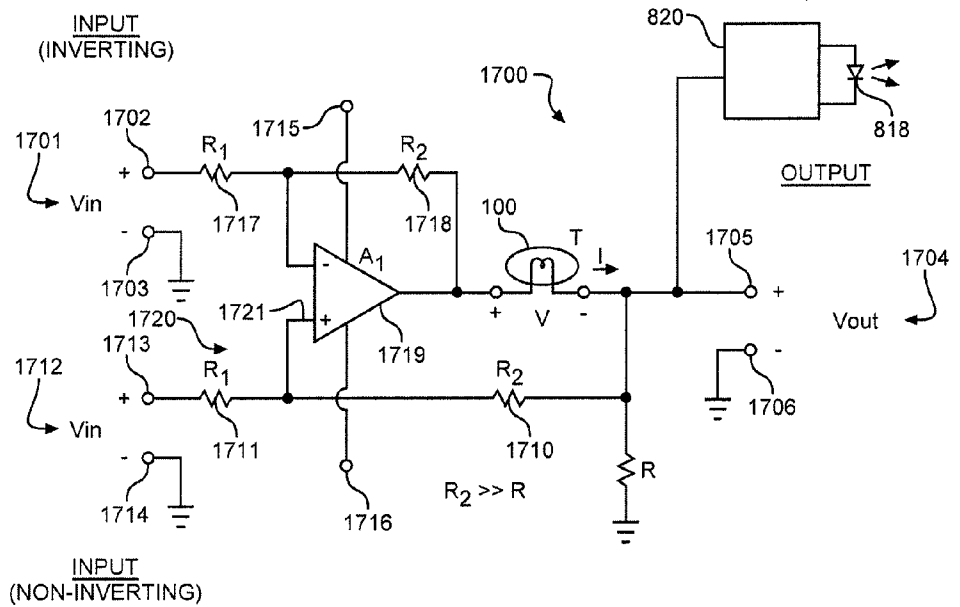 INPUT
(INVERTING)
820
1700
818
1702
1715
1701
+
R1
R2
OUTPUT
Vin
1717
1718
100
T
I
1705
-
1704
-
A1
+
1703
+
V
-
Vout
1721
+
1720
1713
1719
-
1712
R1
R2
1706
+
Vin
1711
1710
-
R
R2 >> R
1714
1716
INPUT
(NON-INVERTING)